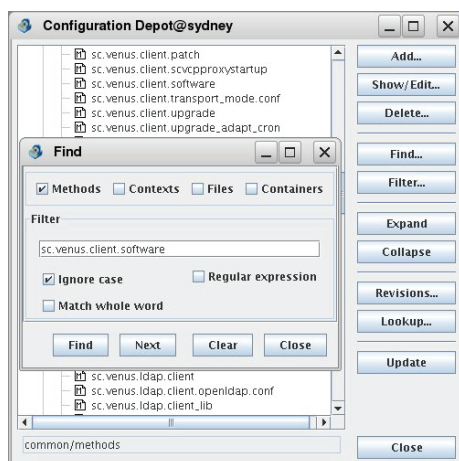 Configuration Depot@sydney
sc.venus.client.patch
sc.venus.client.scvcpproxystartup
sc.venus.client.software
sc.venus.client.transport_mode.conf
sc.venus.client.upgrade
sc.venus.client.upgrade_adapt_cron
Find
Methods Contexts Files Containers
Filter
sc.venus.client.software
Ignore case Regular expression
Match whole word
Find Next Clear Close
sc.venus.ldap.client
sc.venus.ldap.client.openldap.conf
sc.venus.ldap.client_lib
common/methods
Add...
Show/Edit...
Delete...
Find...
Filter...
Expand
Collapse
Revisions...
Lookup...
Update
Close